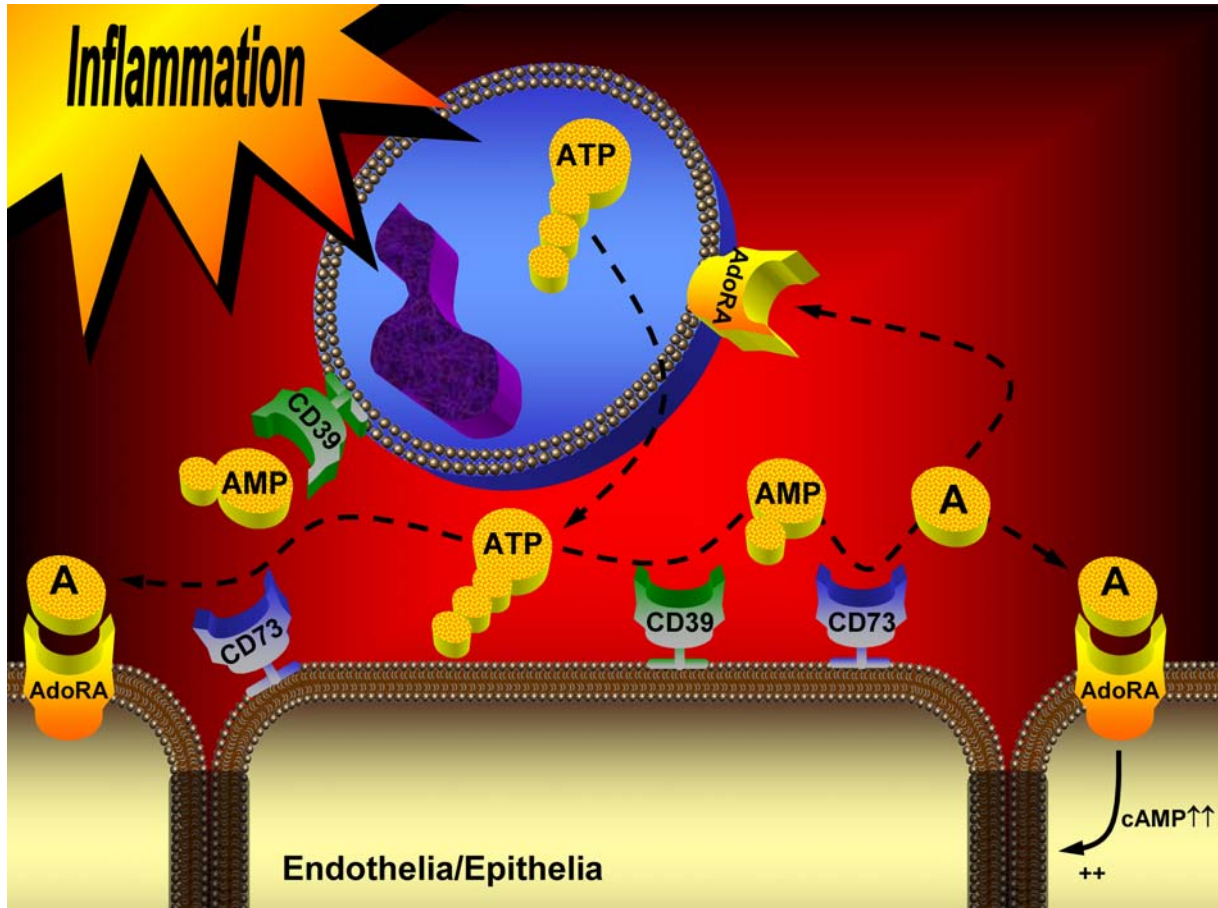 Inflammation
ATP
AdoRA
CD39
AMP
AMP
A
ATP
A
A
CD73
CD39
CD73
AdoRA
AdoRA
cAMP↑↑
++
Endothelia/Epithelia